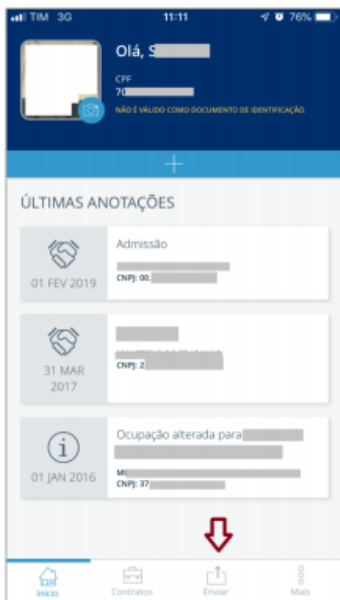 TIM 3G 11:11 76%
Olá, S
CPF
70
NÃO É VÁLIDO COMO DOCUMENTO DE IDENTIFICAÇÃO.
ÚLTIMAS ANOTAÇÕES
Admissão
CNPJ: 00.
01 FEV 2019
CNPJ: 2
31 MAR
2017
Ocupação alterada para
01 JAN 2016
CNPJ: 37
Início Contratos Enviar Mais